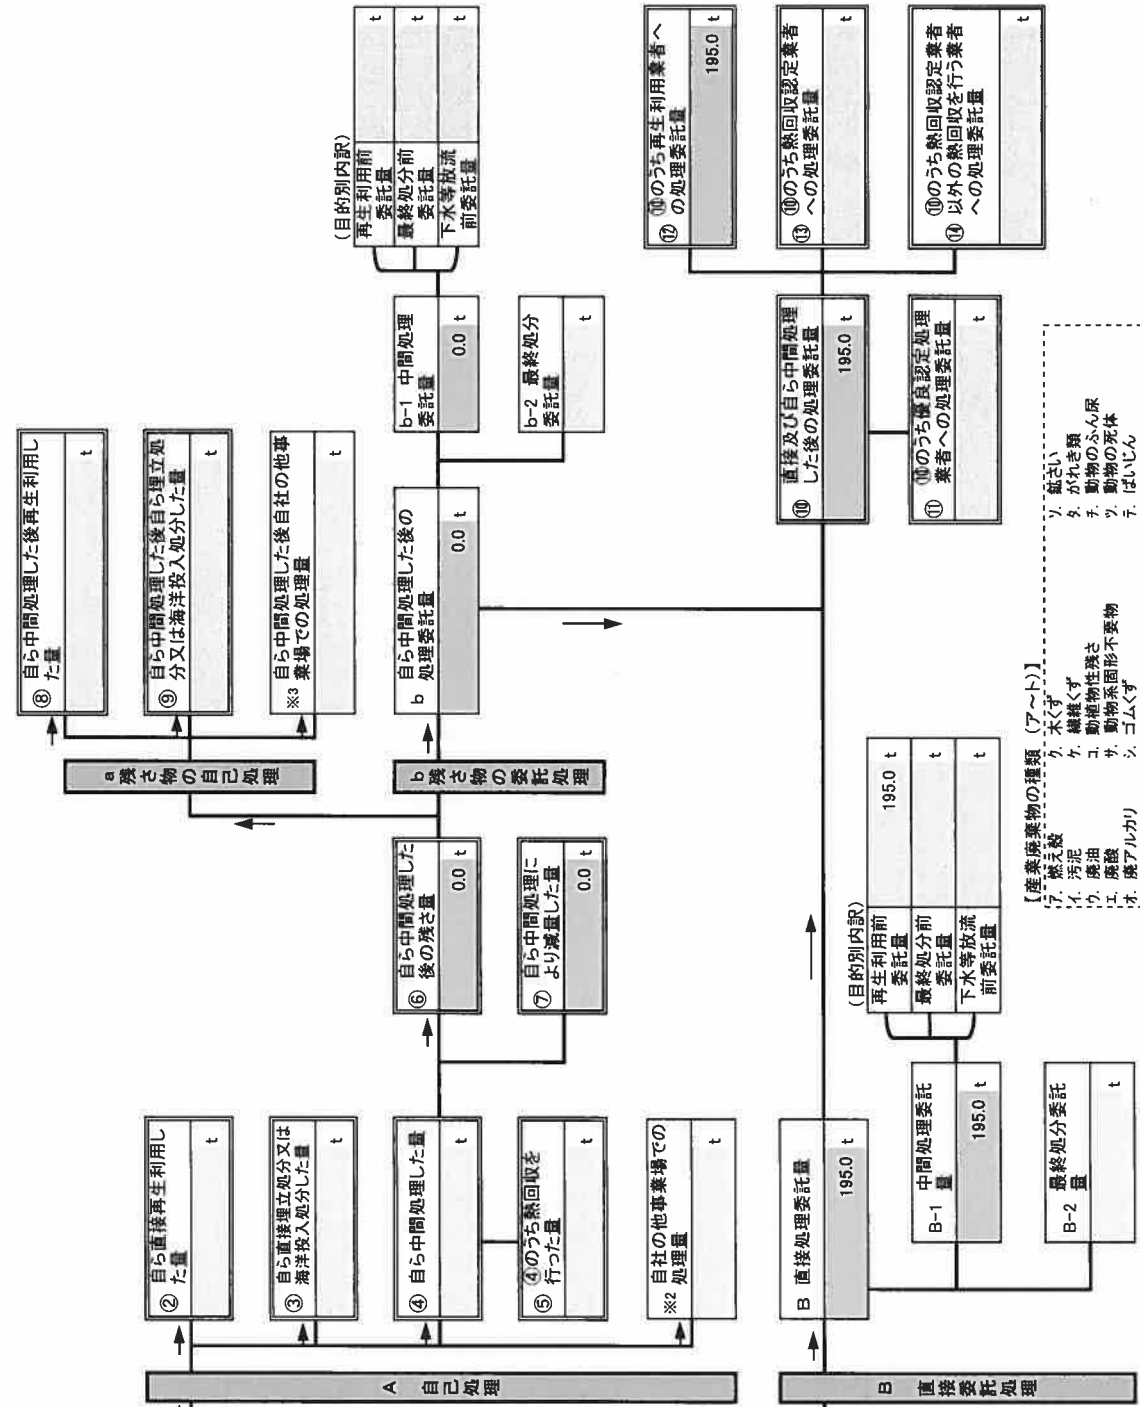 A 自己処理
② 自ら直接再生利用し
た量
t
③ 自ら直接埋立処分又は
海洋投入処分した量
t
④ 自ら中間処理した量
t
⑤ ④のうち熱回収を
行った量
t
※2 自社の他事業場での
処理量
t
⑥ 自ら中間処理した
後の残さ量
0.0 t
⑦ 自ら中間処理に
より減量した量
0.0 t
a 残さ物の自己処理
⑧ 自ら中間処理した後再生利用し
た量
t
⑨ 自ら中間処理した後自ら埋立処
分又は海洋投入処分した量
t
※3 自ら中間処理した後自社の他事
業場での処理量
t
b 残さ物の委託処理
b 自ら中間処理した後の
処理委託量
0.0 t
b-1 中間処理
委託量
0.0 t
b-2 最終処分
委託量
t
(目的別内訳)
再生利用前
委託量
t
最終処分前
委託量
t
下水等放流
前委託量
t
B 直接委託処理
B 直接処理委託量
195.0 t
B-1 中間処理委託
量
195.0 t
B-2 最終処分委託
量
t
(目的別内訳)
再生利用前
委託量
195.0 t
最終処分前
委託量
t
下水等放流
前委託量
t
⑩ 直接及び自ら中間処理
した後の処理委託量
195.0 t
⑪ ⑩のうち優良認定処理
業者への処理委託量
t
⑫ ⑩のうち再生利用業者へ
の処理委託量
195.0 t
⑬ ⑩のうち熱回収認定業者
への処理委託量
t
⑭ ⑩のうち熱回収認定業者
以外の熱回収を行う業者
への処理委託量
t
【産業廃棄物の種類（ア～ト）】
ア. 燃え殻 ク. 木くず ソ. 鉱さい
イ. 汚泥 ケ. 繊維くず タ. がれき類
ウ. 廃油 コ. 動植物性残さ チ. 動物のふん尿
エ. 廃酸 サ. 動物系固形不要物 ツ. 動物の死体
オ. 廃アルカリ シ. ゴムくず テ. ばいじん